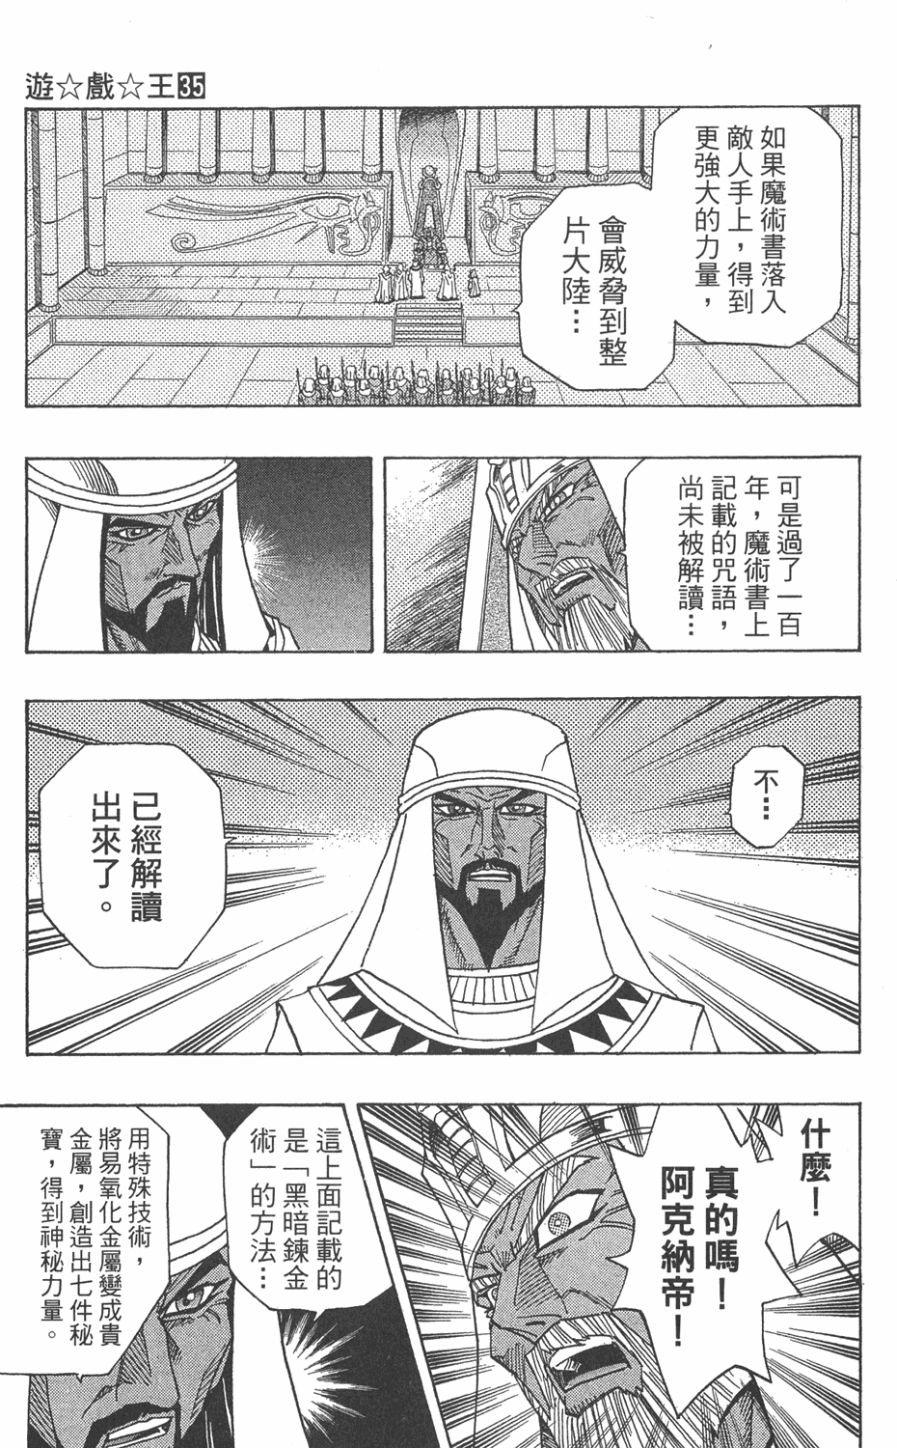 遊☆戲☆王35
如果魔術書落入
敵人手上，得到
更強大的力量，
會威脅到整
片大陸…
可是過了一百
年，魔術書上
記載的咒語，
尚未被解讀…
不…
已經解讀
出來了。
什麼！
真的嗎！
阿克納帝！
這上面記載的
是「黑暗鍊金
術」的方法…
用特殊技術，
將易氧化金屬變成貴
金屬，創造出七件秘
寶，得到神秘力量。